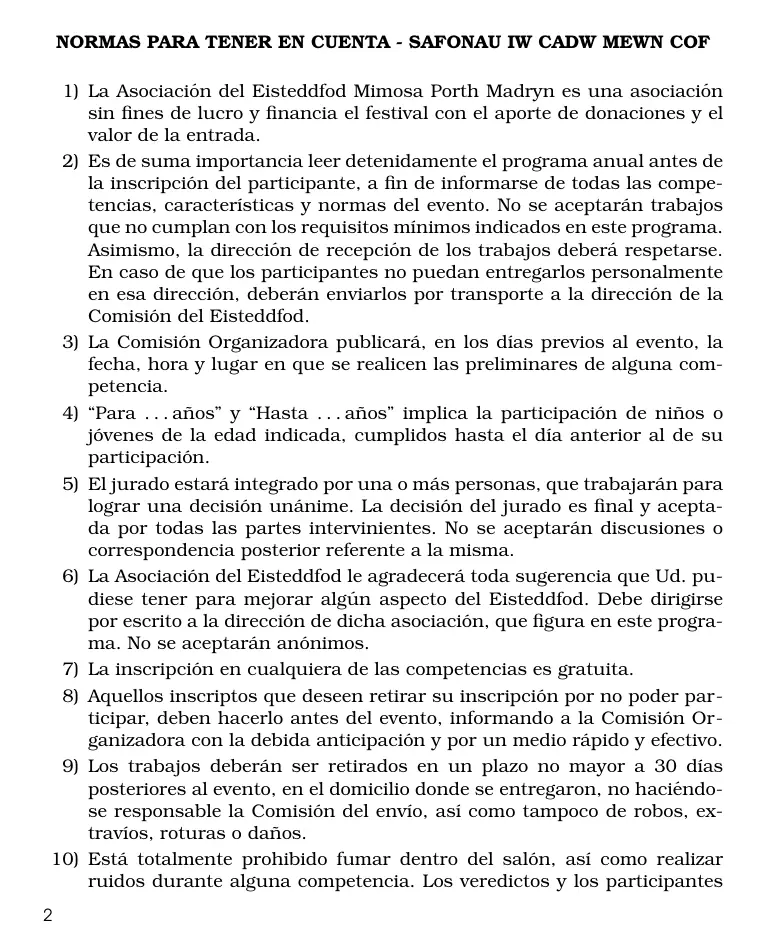 NORMAS PARA TENER EN CUENTA - SAFONAU IW CADW MEWN COF
1) La Asociación del Eisteddfod Mimosa Porth Madryn es una asociación
sin fines de lucro y financia el festival con el aporte de donaciones y el
valor de la entrada.
2) Es de suma importancia leer detenidamente el programa anual antes de
la inscripción del participante, a fin de informarse de todas las compe-
tencias, características y normas del evento. No se aceptarán trabajos
que no cumplan con los requisitos mínimos indicados en este programa.
Asimismo, la dirección de recepción de los trabajos deberá respetarse.
En caso de que los participantes no puedan entregarlos personalmente
en esa dirección, deberán enviarlos por transporte a la dirección de la
Comisión del Eisteddfod.
3) La Comisión Organizadora publicará, en los días previos al evento, la
fecha, hora y lugar en que se realicen las preliminares de alguna com-
petencia.
4) “Para ... años” y “Hasta ... años” implica la participación de niños o
jóvenes de la edad indicada, cumplidos hasta el día anterior al de su
participación.
5) El jurado estará integrado por una o más personas, que trabajarán para
lograr una decisión unánime. La decisión del jurado es final y acepta-
da por todas las partes intervinientes. No se aceptarán discusiones o
correspondencia posterior referente a la misma.
6) La Asociación del Eisteddfod le agradecerá toda sugerencia que Ud. pu-
diese tener para mejorar algún aspecto del Eisteddfod. Debe dirigirse
por escrito a la dirección de dicha asociación, que figura en este progra-
ma. No se aceptarán anónimos.
7) La inscripción en cualquiera de las competencias es gratuita.
8) Aquellos inscriptos que deseen retirar su inscripción por no poder par-
ticipar, deben hacerlo antes del evento, informando a la Comisión Or-
ganizadora con la debida anticipación y por un medio rápido y efectivo.
9) Los trabajos deberán ser retirados en un plazo no mayor a 30 días
posteriores al evento, en el domicilio donde se entregaron, no haciéndo-
se responsable la Comisión del envío, así como tampoco de robos, ex-
travíos, roturas o daños.
10) Está totalmente prohibido fumar dentro del salón, así como realizar
ruidos durante alguna competencia. Los veredictos y los participantes
2